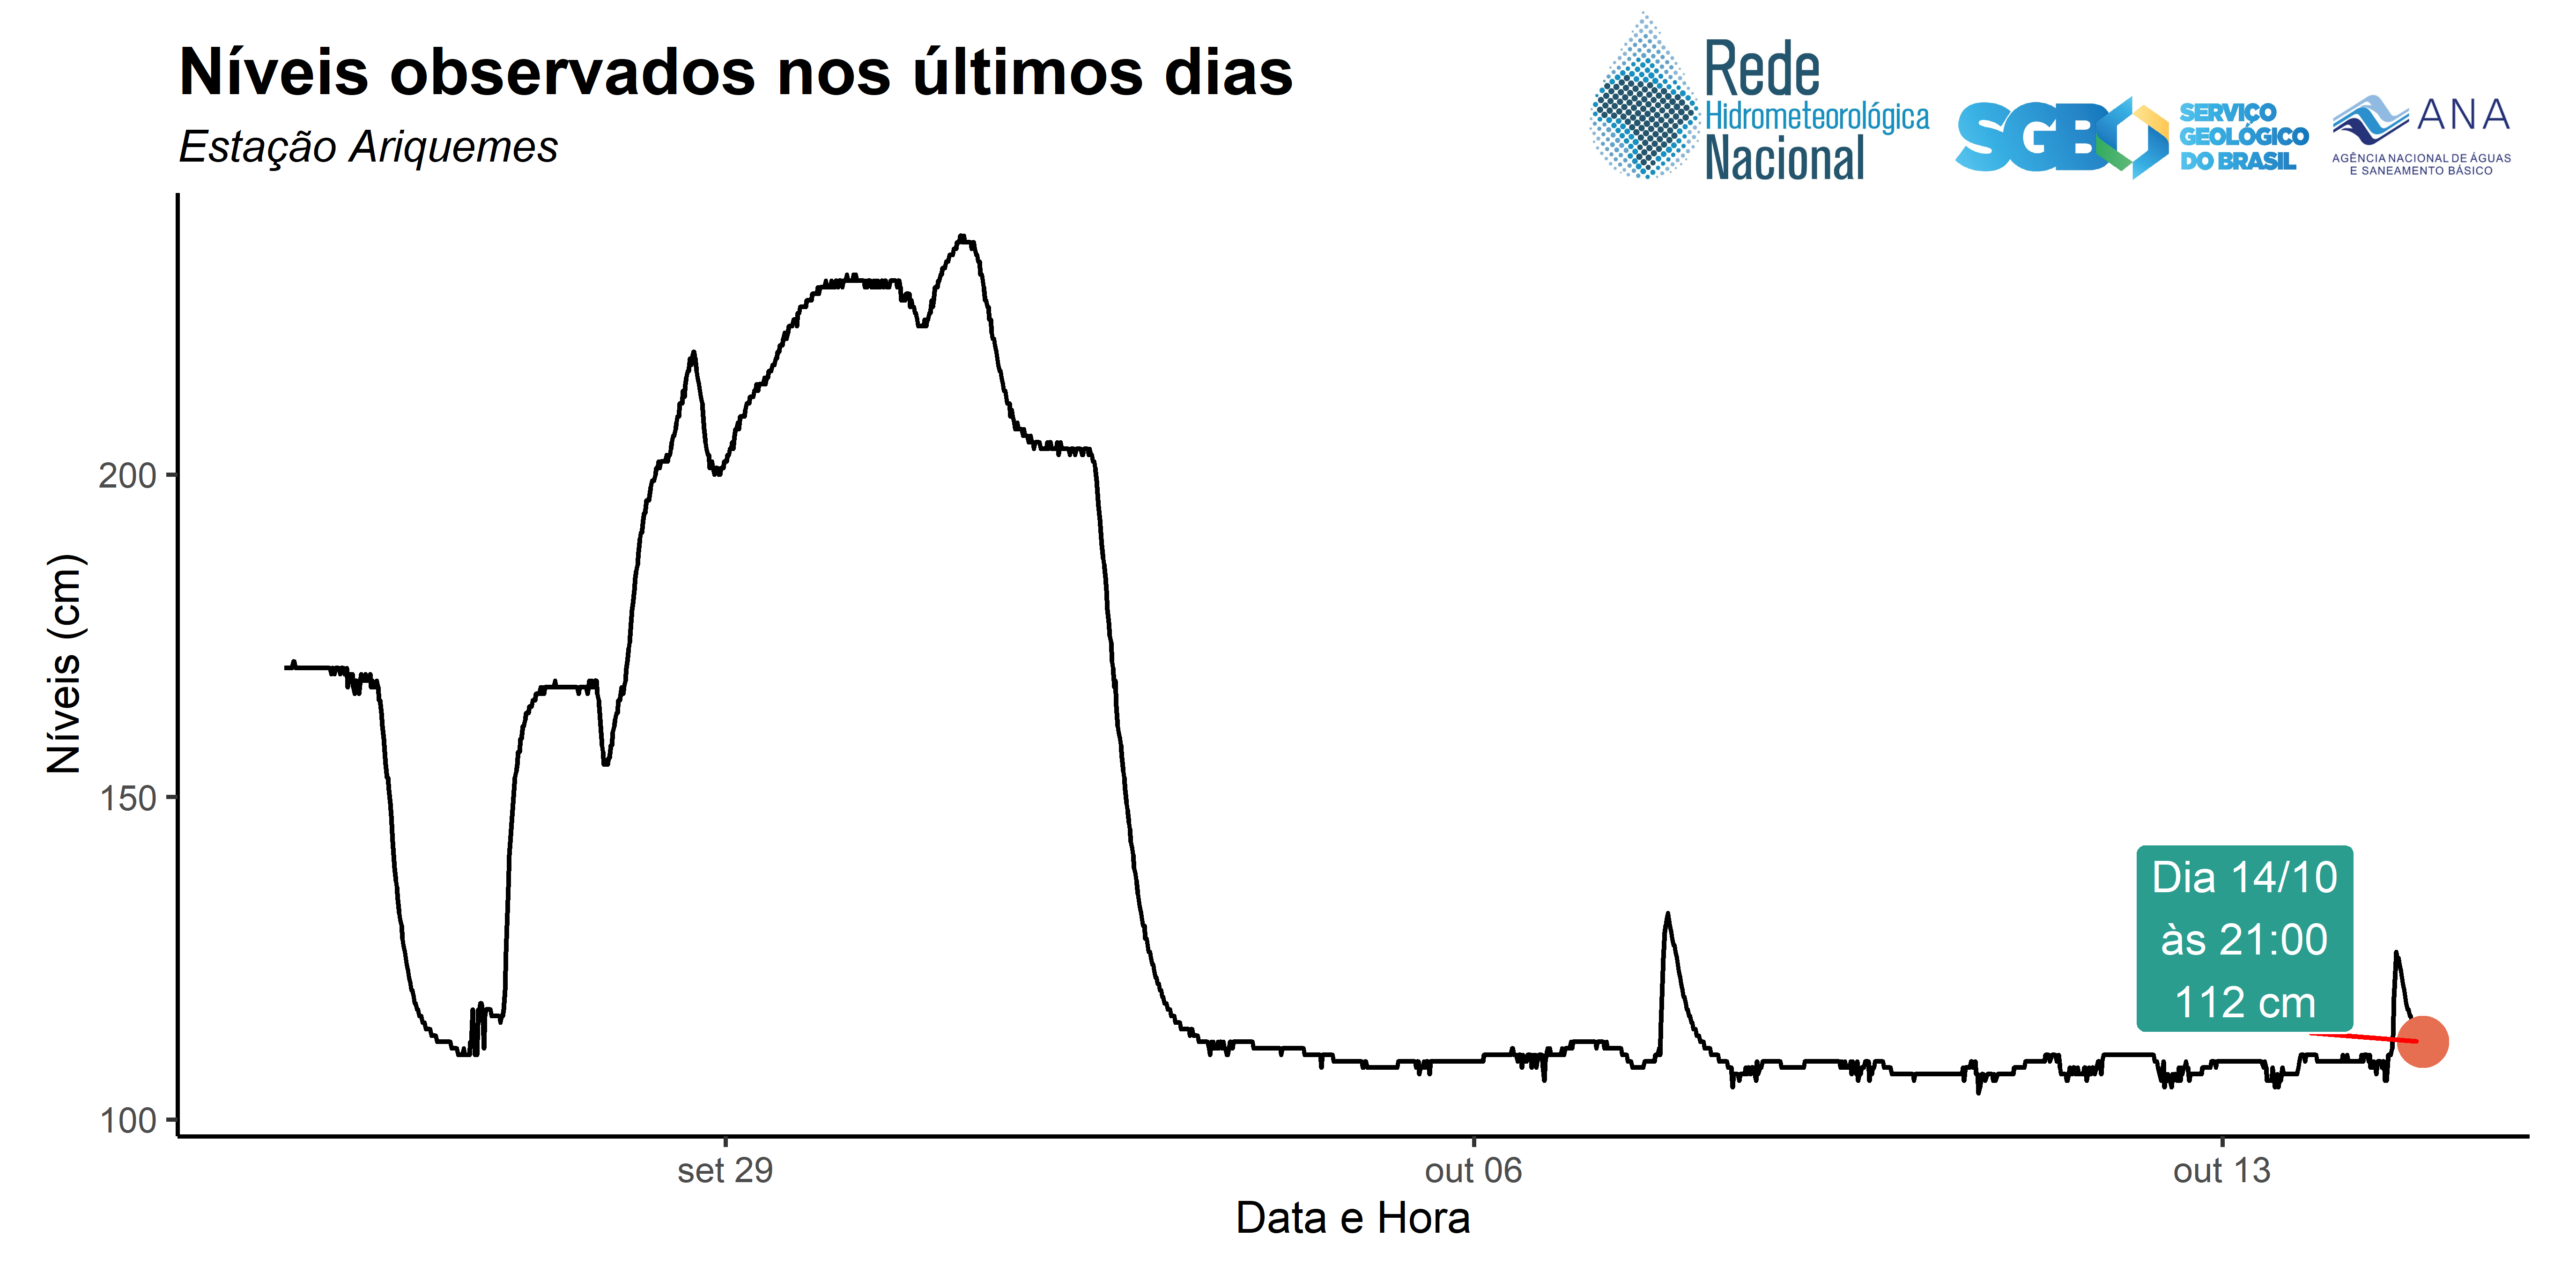 Níveis observados nos últimos dias
Estação Ariquemes
Rede
Hidrometeorológica
Nacional
SGB
SERVIÇO
GEOLÓGICO
DO BRASIL
ANA
AGÊNCIA NACIONAL DE ÁGUAS
E SANEAMENTO BÁSICO
Níveis (cm)
200
150
100
Dia 14/10
às 21:00
112 cm
set 29
out 06
out 13
Data e Hora